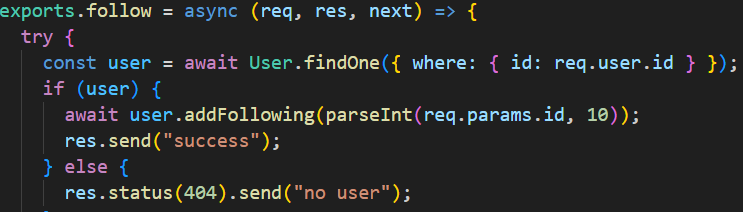 exports.follow = async (req, res, next) => {
try {
const user = await User.findOne({ where: { id: req.user.id } });
if (user) {
await user.addFollowing(parseInt(req.params.id, 10));
res.send("success");
} else {
res.status(404).send("no user");